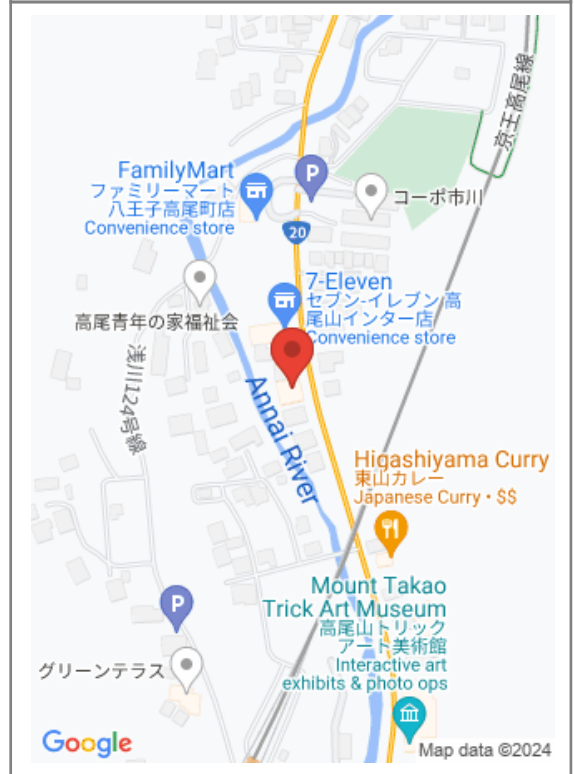 京王高尾線
FamilyMart
ファミリーマート
八王子高尾町店
Convenience store
P
コーポ市川
20
7-Eleven
セブン-イレブン 高
尾山インター店
Convenience store
高尾青年の家福祉会
浅川124号線
Annai River
Higashiyama Curry
東山カレー
Japanese Curry • $$
Mount Takao
Trick Art Museum
高尾山トリック
アート美術館
Interactive art
exhibits & photo ops
P
グリーンテラス
Google
Map data ©2024